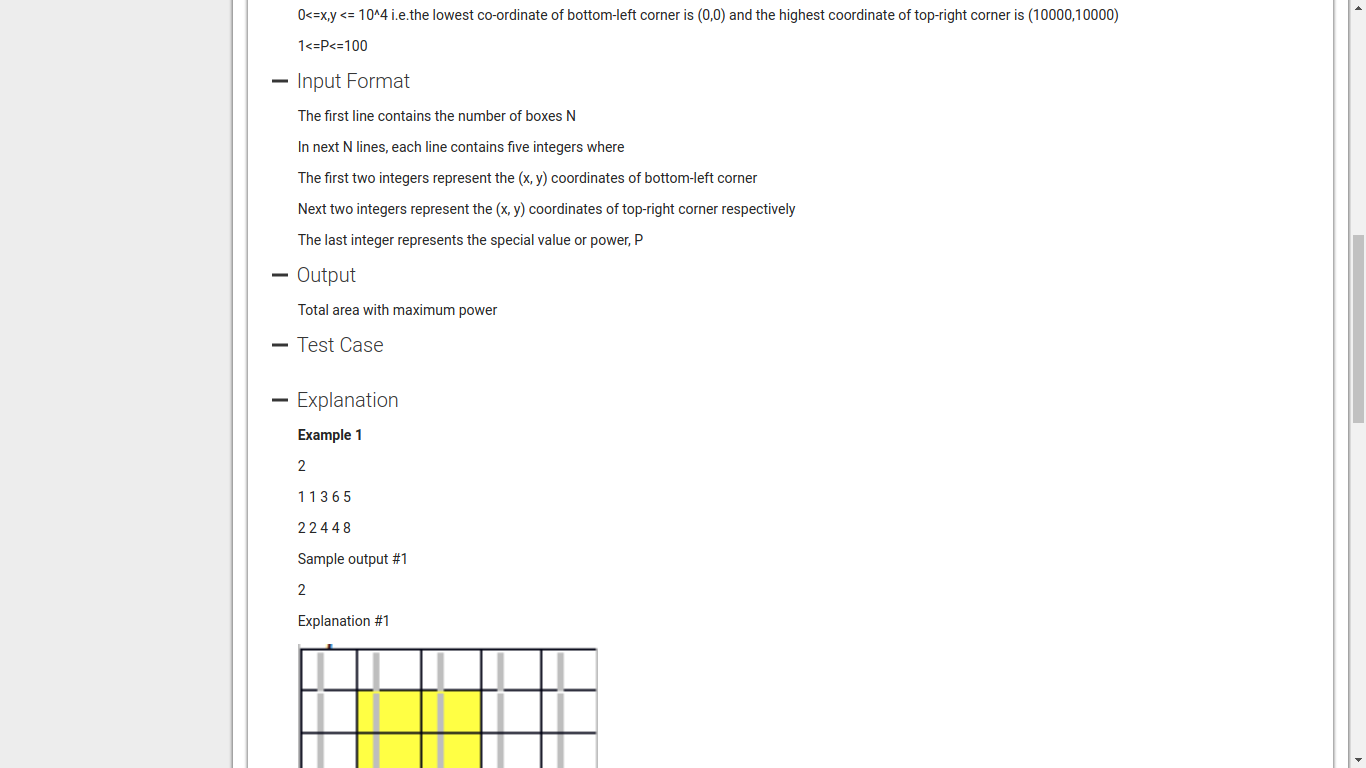 0<=x,y <= 10^4 i.e.the lowest co-ordinate of bottom-left corner is (0,0) and the highest coordinate of top-right corner is (10000,10000)
1<=P<=100
Input Format
The first line contains the number of boxes N
In next N lines, each line contains five integers where
The first two integers represent the (x, y) coordinates of bottom-left corner
Next two integers represent the (x, y) coordinates of top-right corner respectively
The last integer represents the special value or power, P
Output
Total area with maximum power
Test Case
Explanation
Example 1
2
1 1 3 6 5
2 2 4 4 8
Sample output #1
2
Explanation #1